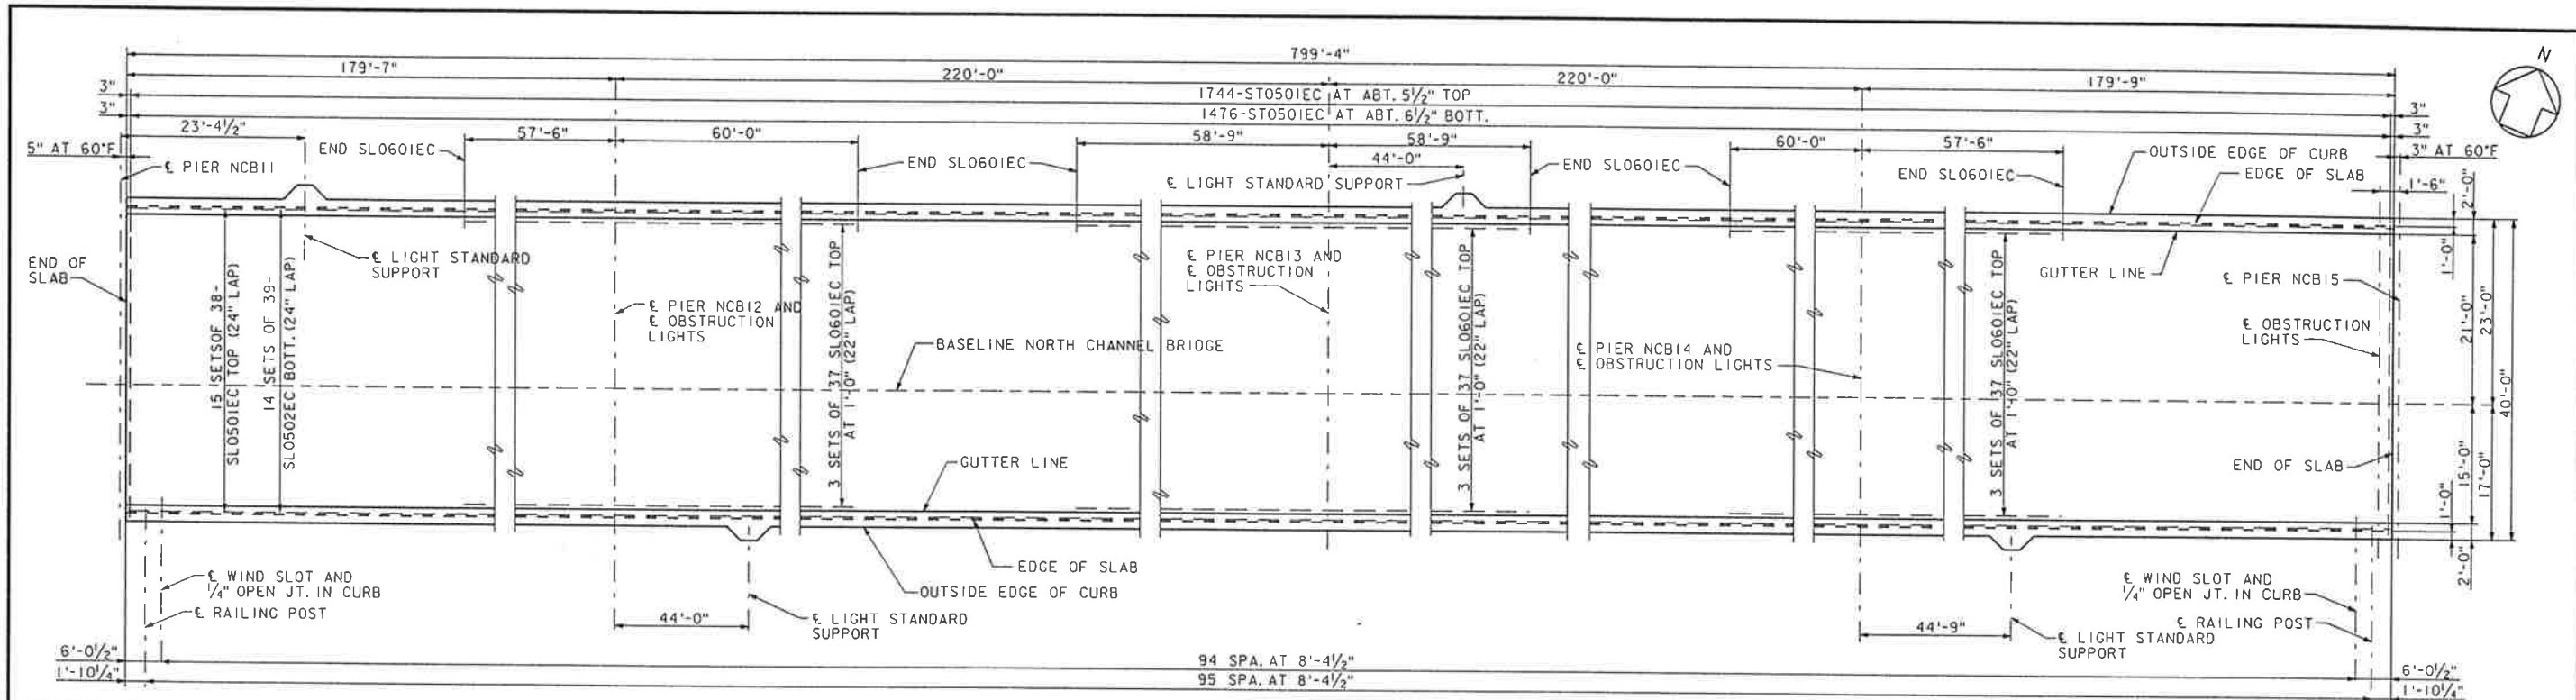 799'-4"
179'-7"
220'-0"
220'-0"
179'-9"
N
3"
1744-ST0501EC AT ABT. 5½" TOP
3"
1476-ST0501EC AT ABT. 6½" BOTT.
3"
3"
23'-4½"
57'-6"
60'-0"
58'-9"
58'-9"
60'-0"
57'-6"
5" AT 60°F
3" AT 60°F
℄ PIER NCB11
END SL0601EC
END SL0601EC
44'-0"
℄ LIGHT STANDARD SUPPORT
END SL0601EC
END SL0601EC
OUTSIDE EDGE OF CURB
EDGE OF SLAB
1'-6"
2'-0"
END OF
SLAB
15 SETSOF 38-
SL0501EC TOP (24" LAP)
14 SETS OF 39-
SL0502EC BOTT. (24" LAP)
℄ LIGHT STANDARD
SUPPORT
℄ PIER NCB12 AND
℄ OBSTRUCTION
LIGHTS
3 SETS OF 37 SL0601EC TOP
AT 1'-0" (22" LAP)
BASELINE NORTH CHANNEL BRIDGE
℄ PIER NCB13 AND
℄ OBSTRUCTION
LIGHTS
3 SETS OF 37 SL0601EC TOP
AT 1'-0" (22" LAP)
℄ PIER NCB14 AND
℄ OBSTRUCTION LIGHTS
3 SETS OF 37 SL0601EC TOP
AT 1'-0" (22" LAP)
GUTTER LINE
℄ PIER NCB15
℄ OBSTRUCTION
LIGHTS
END OF SLAB
1'-0"
21'-0"
23'-0"
40'-0"
1'-0"
15'-0"
17'-0"
2'-0"
GUTTER LINE
EDGE OF SLAB
OUTSIDE EDGE OF CURB
℄ WIND SLOT AND
¼" OPEN JT. IN CURB
℄ RAILING POST
44'-0"
℄ LIGHT STANDARD
SUPPORT
44'-9"
℄ LIGHT STANDARD
SUPPORT
℄ WIND SLOT AND
¼" OPEN JT. IN CURB
℄ RAILING POST
6'-0½"
94 SPA. AT 8'-4½"
6'-0½"
1'-10¼"
95 SPA. AT 8'-4½"
1'-10¼"